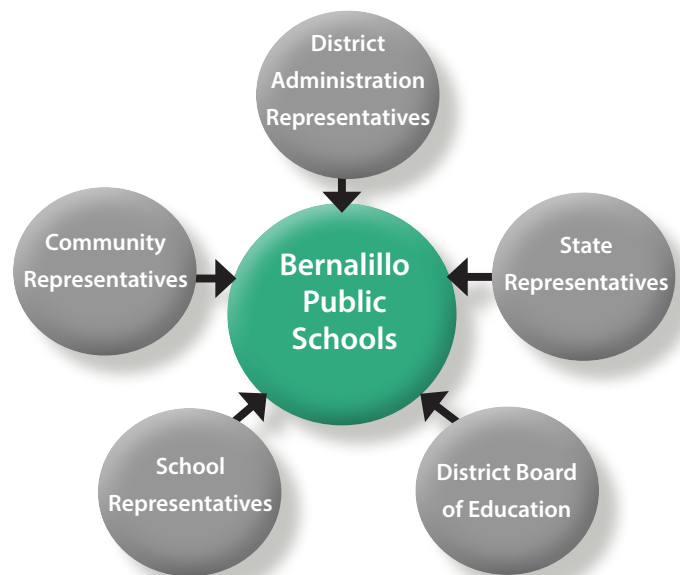 District
Administration
Representatives
Community
Representatives
Bernalillo
Public
Schools
State
Representatives
School
Representatives
District Board
of Education